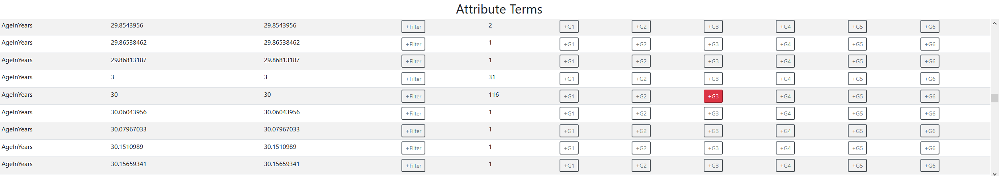 Attribute Terms
AgeInYears 29.8543956 29.8543956 +Filter 2 +G1 +G2 +G3 +G4 +G5 +G6
AgeInYears 29.86538462 29.86538462 +Filter 1 +G1 +G2 +G3 +G4 +G5 +G6
AgeInYears 29.86813187 29.86813187 +Filter 1 +G1 +G2 +G3 +G4 +G5 +G6
AgeInYears 3 3 +Filter 31 +G1 +G2 +G3 +G4 +G5 +G6
AgeInYears 30 30 +Filter 116 +G1 +G2 +G3 +G4 +G5 +G6
AgeInYears 30.06043956 30.06043956 +Filter 1 +G1 +G2 +G3 +G4 +G5 +G6
AgeInYears 30.07967033 30.07967033 +Filter 1 +G1 +G2 +G3 +G4 +G5 +G6
AgeInYears 30.1510989 30.1510989 +Filter 1 +G1 +G2 +G3 +G4 +G5 +G6
AgeInYears 30.15659341 30.15659341 +Filter 1 +G1 +G2 +G3 +G4 +G5 +G6